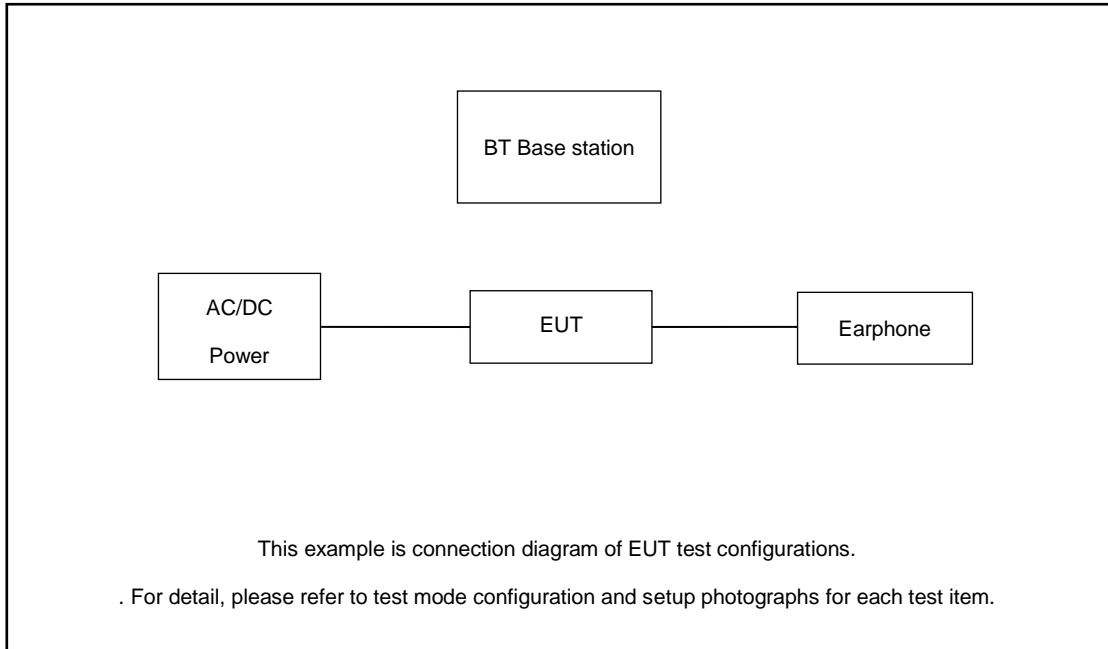 BT Base station
AC/DC
Power
EUT
Earphone
This example is connection diagram of EUT test configurations.
. For detail, please refer to test mode configuration and setup photographs for each test item.